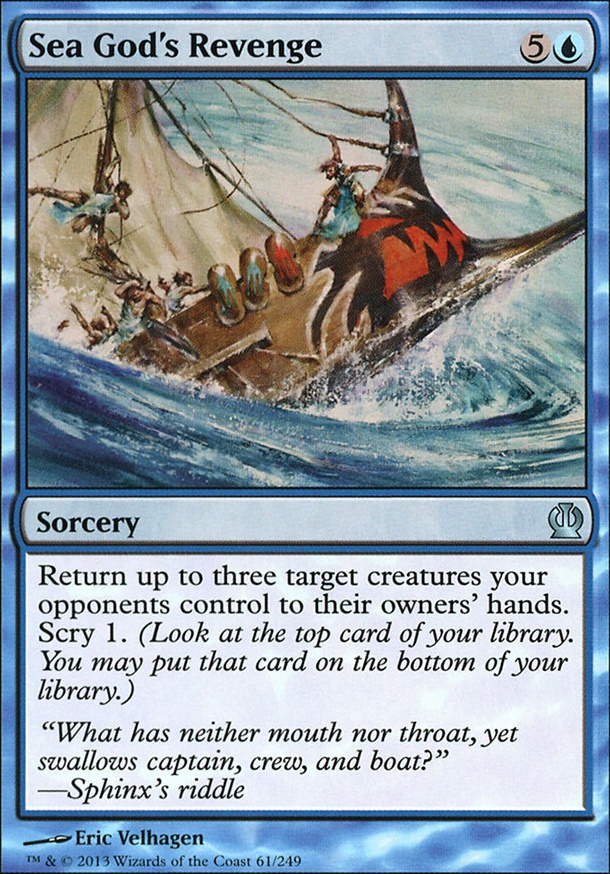 Sea God's Revenge
5
Sorcery
Return up to three target creatures your
opponents control to their owners' hands.
Scry 1. (Look at the top card of your library.
You may put that card on the bottom of your
library.)
“What has neither mouth nor throat, yet
swallows captain, crew, and boat?”
—Sphinx's riddle
Eric Velhagen
™ & © 2013 Wizards of the Coast 61/249